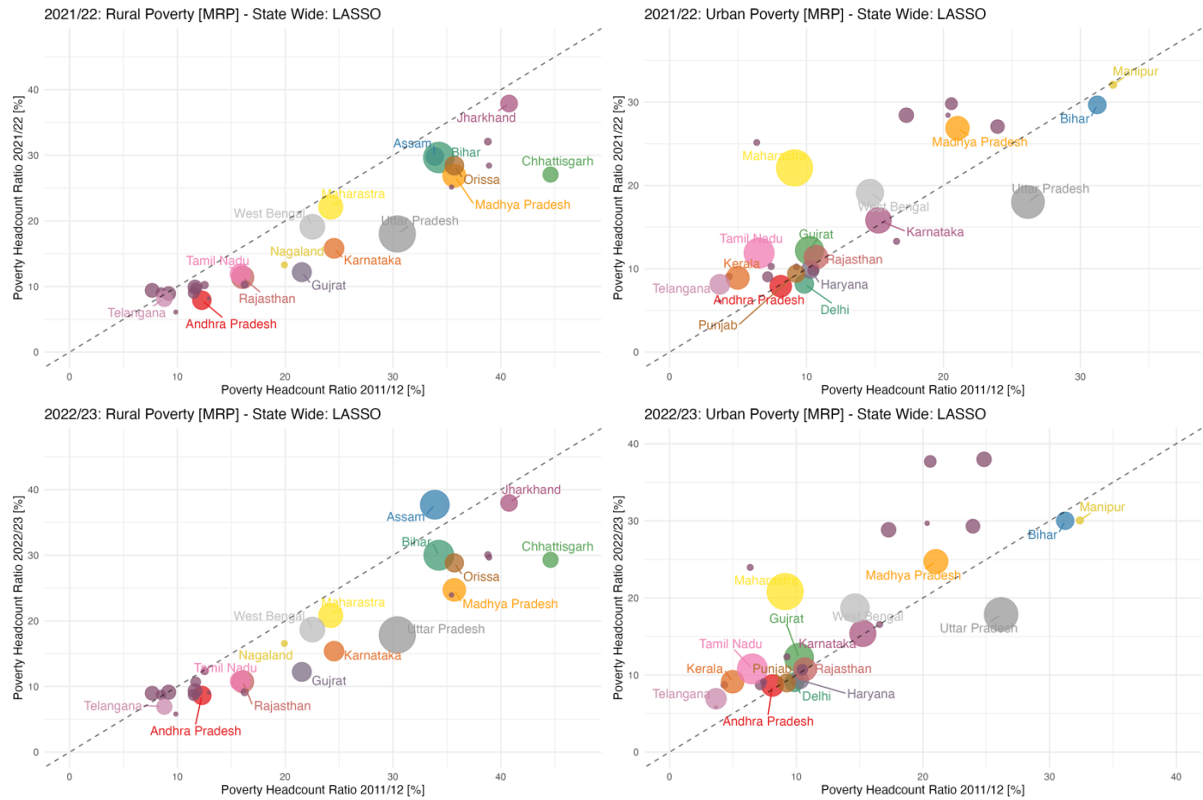 2021/22: Rural Poverty [MRP] - State Wide: LASSO
Poverty Headcount Ratio 2021/22 [%]
40
30
20
10
0
Jharkhand
Assam
Bihar
Chhattisgarh
Orissa
Maharastra
Madhya Pradesh
West Bengal
Uttar Pradesh
Nagaland
Tamil Nadu
Karnataka
Gujrat
Rajasthan
Telangana
Andhra Pradesh
0 10 20 30 40
Poverty Headcount Ratio 2011/12 [%]
2021/22: Urban Poverty [MRP] - State Wide: LASSO
Poverty Headcount Ratio 2021/22 [%]
30
20
10
0
Manipur
Bihar
Madhya Pradesh
Maharastra
Uttar Pradesh
West Bengal
Karnataka
Gujrat
Tamil Nadu
Rajasthan
Kerala
Telangana
Haryana
Andhra Pradesh
Delhi
Punjab
0 10 20 30
Poverty Headcount Ratio 2011/12 [%]
2022/23: Rural Poverty [MRP] - State Wide: LASSO
Poverty Headcount Ratio 2022/23 [%]
40
30
20
10
0
Jharkhand
Assam
Bihar
Chhattisgarh
Orissa
Madhya Pradesh
Maharastra
West Bengal
Uttar Pradesh
Nagaland
Karnataka
Tamil Nadu
Gujrat
Rajasthan
Telangana
Andhra Pradesh
0 10 20 30 40
Poverty Headcount Ratio 2011/12 [%]
2022/23: Urban Poverty [MRP] - State Wide: LASSO
Poverty Headcount Ratio 2022/23 [%]
40
30
20
10
0
Manipur
Bihar
Madhya Pradesh
Maharastra
West Bengal
Uttar Pradesh
Gujrat
Karnataka
Tamil Nadu
Kerala
Punjab
Rajasthan
Telangana
Delhi
Haryana
Andhra Pradesh
0 10 20 30 40
Poverty Headcount Ratio 2011/12 [%]